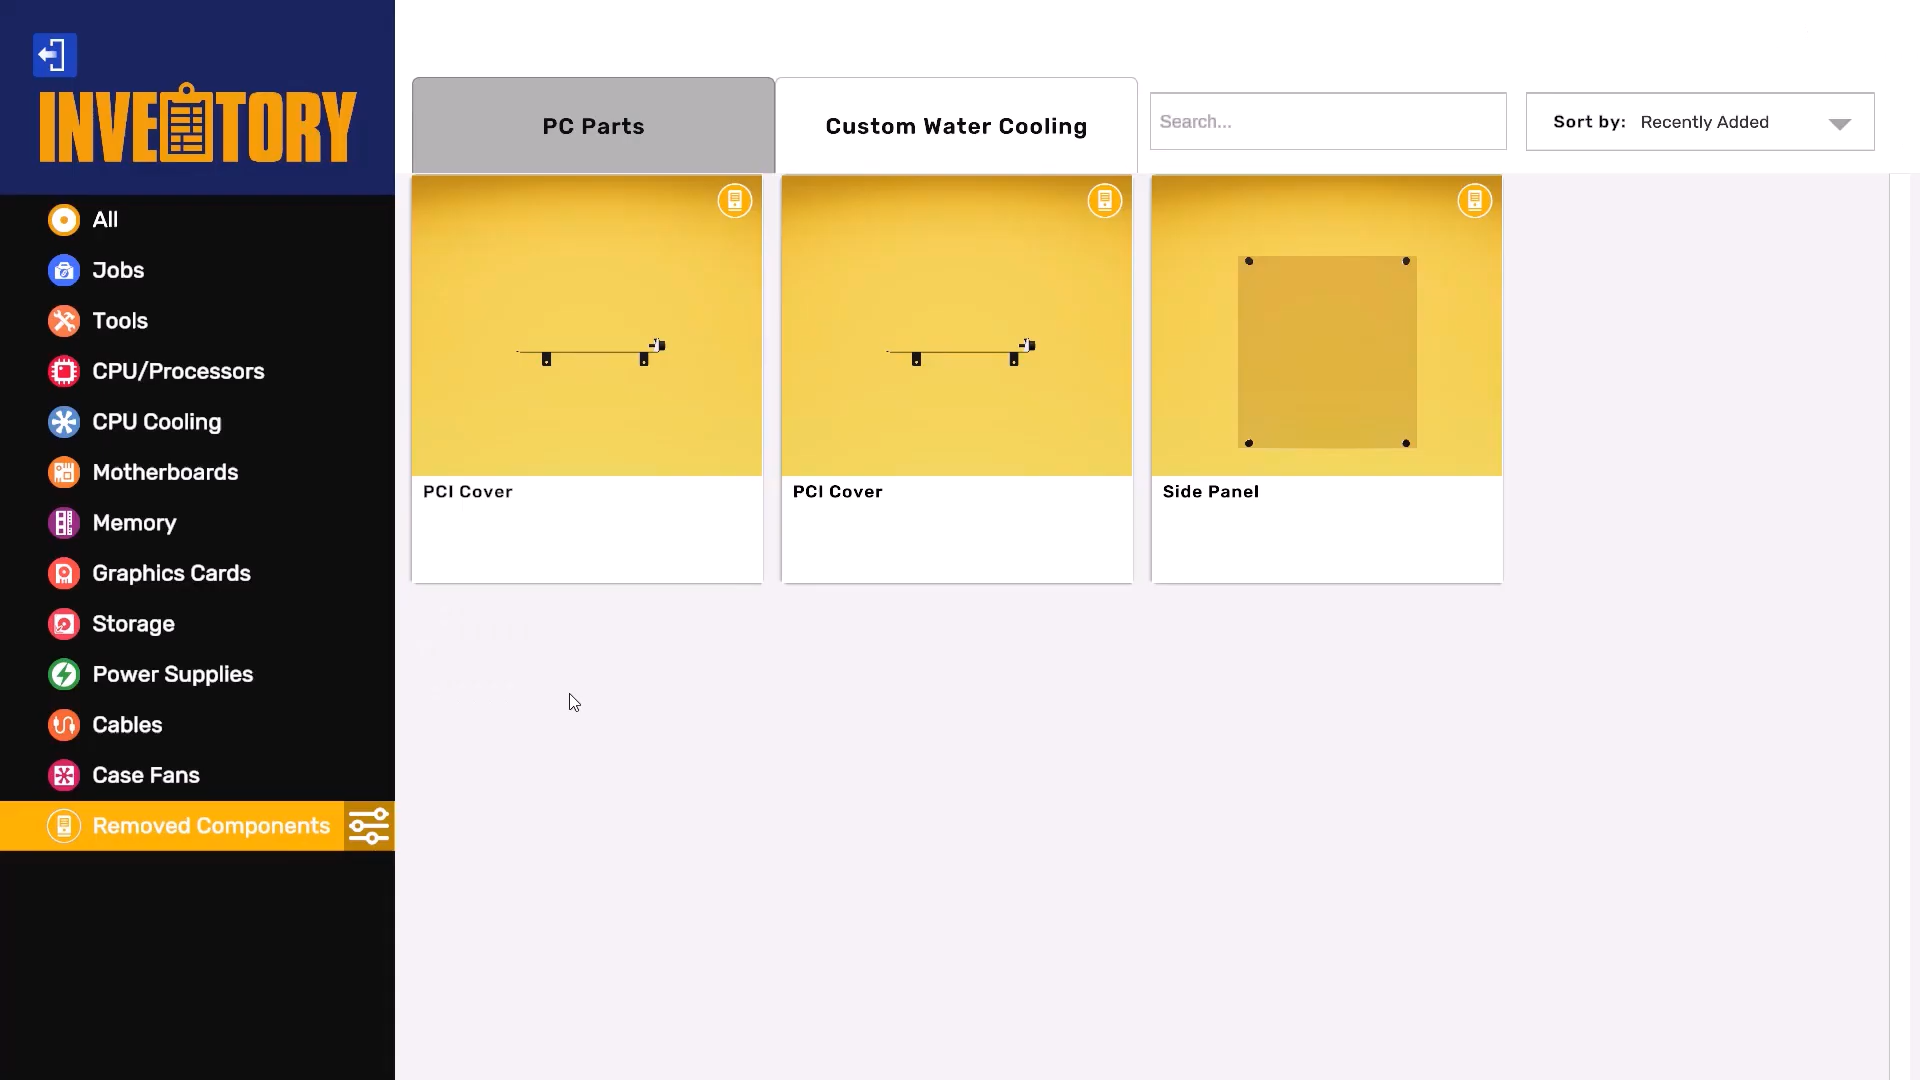 INVENTORY
PC Parts
Custom Water Cooling
Search...
Sort by: Recently Added
All
Jobs
Tools
CPU/Processors
CPU Cooling
Motherboards
Memory
Graphics Cards
Storage
Power Supplies
Cables
Case Fans
Removed Components
PCI Cover
PCI Cover
Side Panel